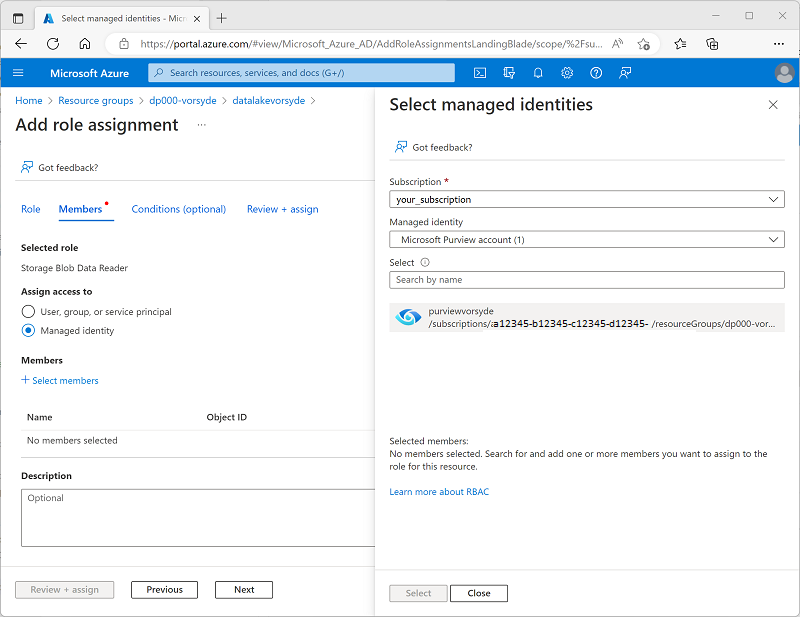 Select managed identities - Micr
https://portal.azure.com/#view/Microsoft_Azure_AD/AddRoleAssignmentsLandingBlade/scope/%2Fsu...
Microsoft Azure
Search resources, services, and docs (G+/)
Home > Resource groups > dp000-vorsyde > datalakevorsyde >
Add role assignment ...
Got feedback?
Role
Members
Conditions (optional)
Review + assign
Selected role
Storage Blob Data Reader
Assign access to
User, group, or service principal
Managed identity
Members
+ Select members
Name Object ID
No members selected
Description
Optional
Review + assign
Previous
Next
Select managed identities
Got feedback?
Subscription *
your_subscription
Managed identity
Microsoft Purview account (1)
Select
Search by name
purviewvorsyde
/subscriptions/a12345-b12345-c12345-d12345- /resourceGroups/dp000-vor...
Selected members:
No members selected. Search for and add one or more members you want to assign to the
role for this resource.
Learn more about RBAC
Select
Close